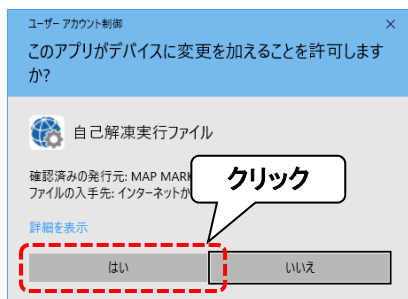 ユーザー アカウント制御
このアプリがデバイスに変更を加えることを許可します
か?
自己解凍実行ファイル
確認済みの発行元: MAP
ファイルの入手先: インターネット
クリック
詳細を表示
はい
いいえ